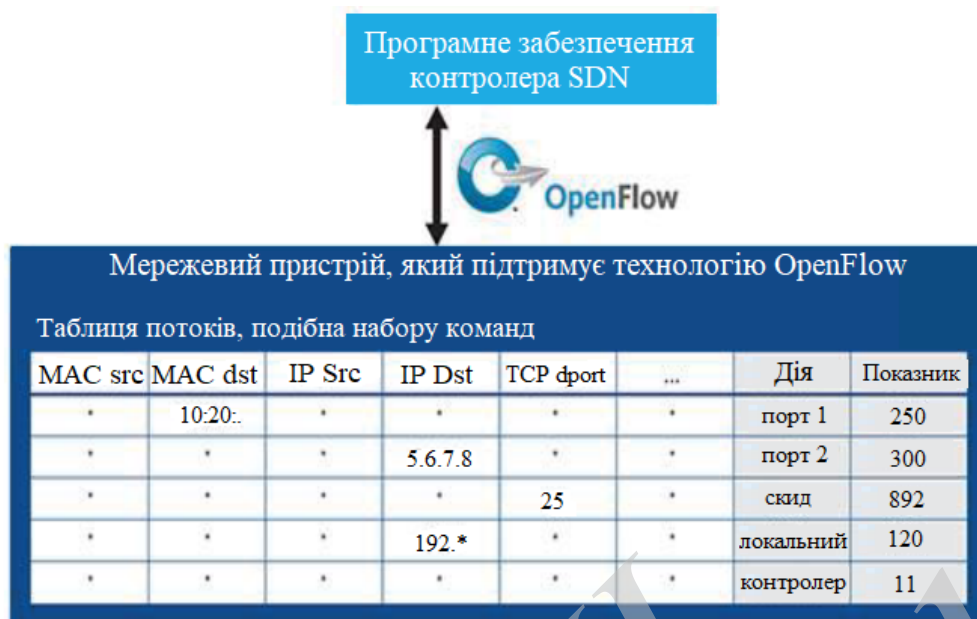 Програмне забезпечення
контролера SDN
OpenFlow
Мережевий пристрій, який підтримує технологію OpenFlow
Таблиця потоків, подібна набору команд
MAC src MAC dst IP Src IP Dst TCP dport ... Дія Показник
* 10:20:. * * * * порт 1 250
* * * 5.6.7.8 * * порт 2 300
* * * * 25 * скид 892
* * * 192.* * * локальний 120
* * * * * * контролер 11